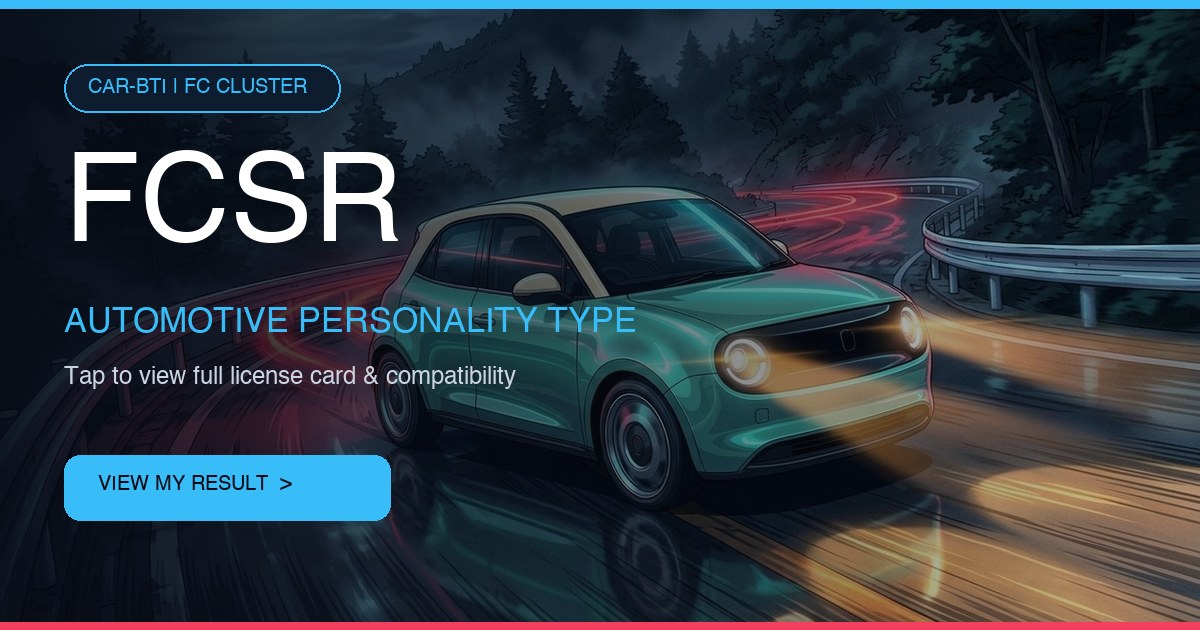 CAR-BTI | FC CLUSTER
FCSR
AUTOMOTIVE PERSONALITY TYPE
Tap to view full license card & compatibility
VIEW MY RESULT >